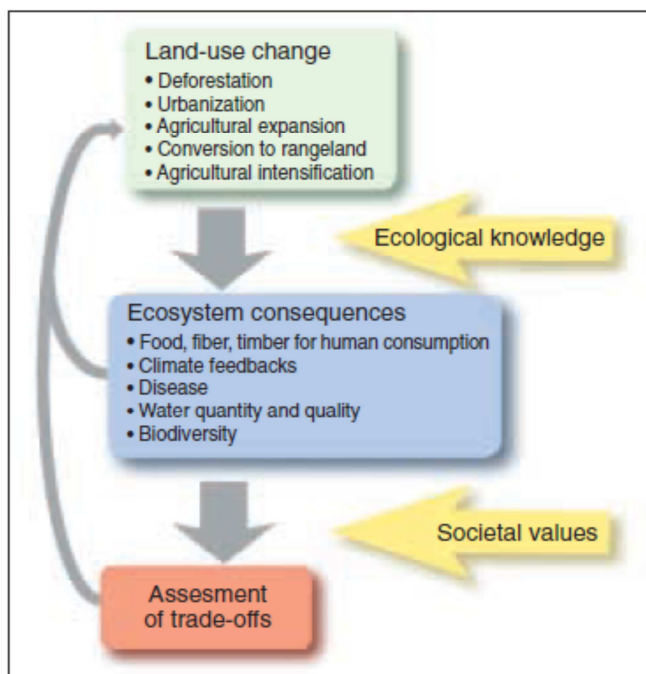 Land-use change
• Deforestation
• Urbanization
• Agricultural expansion
• Conversion to rangeland
• Agricultural intensification
Ecological knowledge
Ecosystem consequences
• Food, fiber, timber for human consumption
• Climate feedbacks
• Disease
• Water quantity and quality
• Biodiversity
Societal values
Assesment
of trade-offs